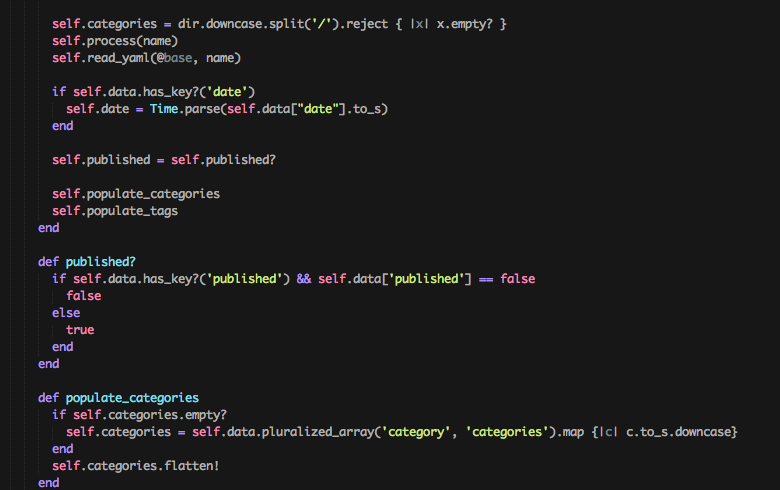 self.categories = dir.downcase.split('/').reject { |x| x.empty? }
self.process(name)
self.read_yaml(@base, name)
if self.data.has_key?('date')
self.date = Time.parse(self.data["date"].to_s)
end
self.published = self.published?
self.populate_categories
self.populate_tags
end
def published?
if self.data.has_key?('published') && self.data['published'] == false
false
else
true
end
end
def populate_categories
if self.categories.empty?
self.categories = self.data.pluralized_array('category', 'categories').map {|c| c.to_s.downcase}
end
self.categories.flatten!
end